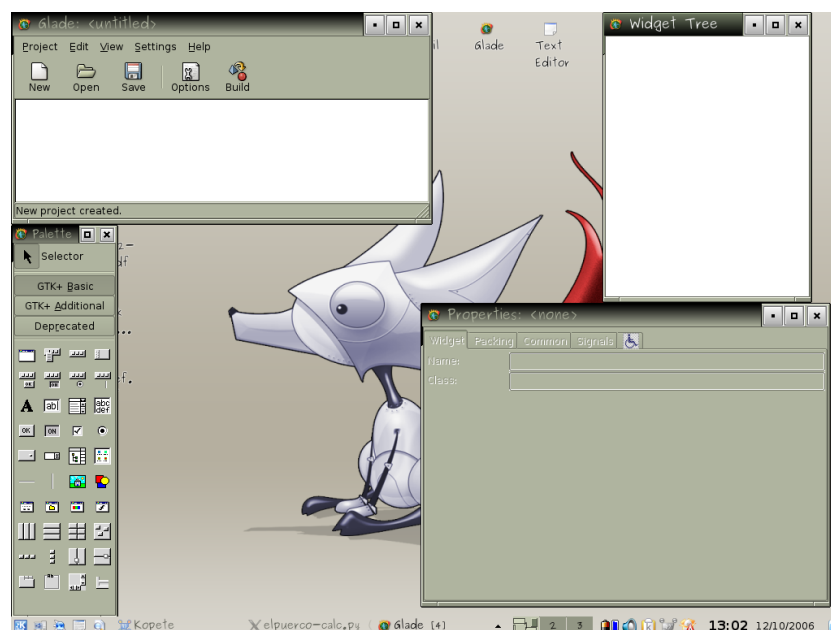 Glade: <untitled>
Project Edit View Settings Help
New Open Save Options Build
New project created.
Glade
Text
Editor
Widget Tree
Palette
Selector
GTK+ Basic
GTK+ Additional
Deprecated
Properties: <none>
Widget Packing Common Signals
Name:
Class:
Kopete
elpuerco-calc.py
Glade [4]
2 3
13:02 12/10/2006